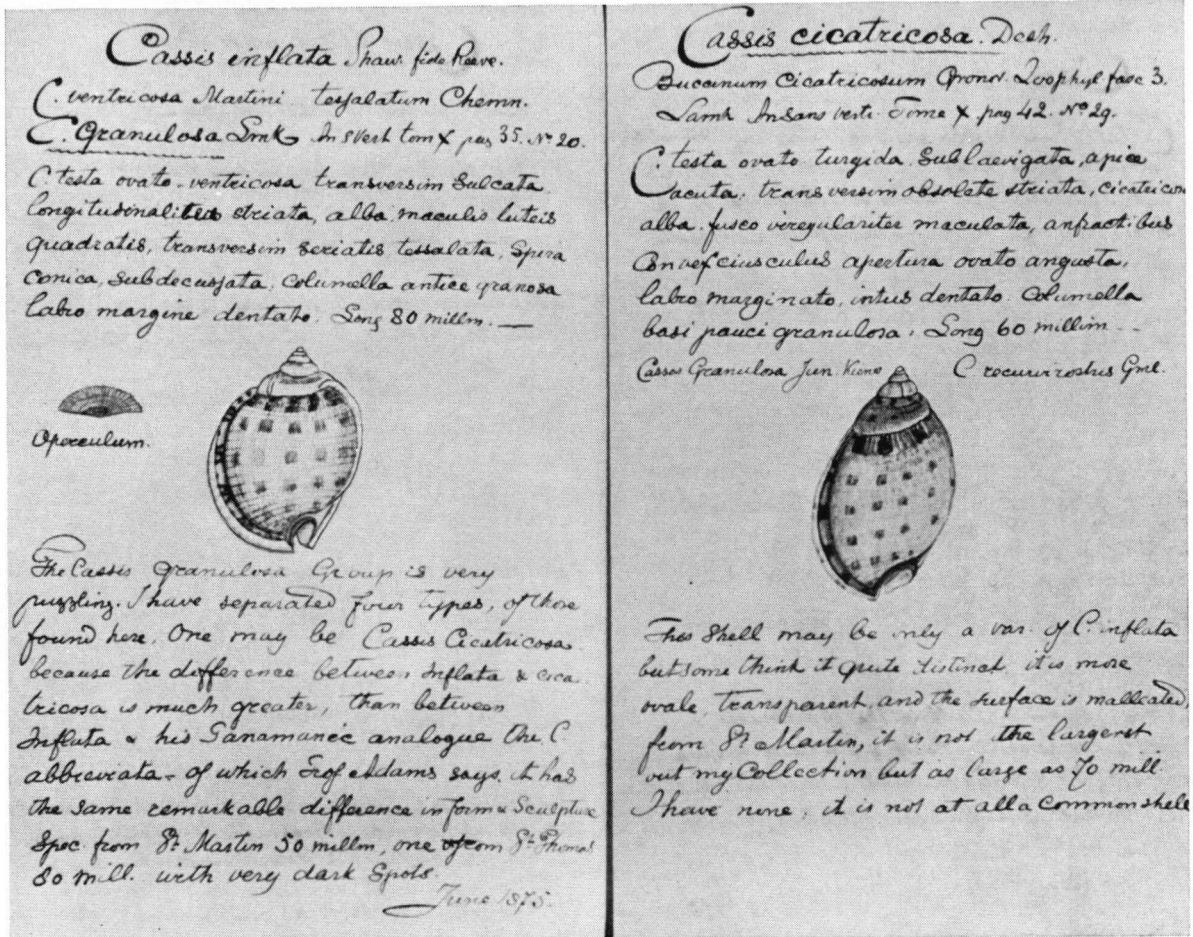 Cassis inflata Shaw fide Reeve.
C. ventricosa Martini tessalatum Chemn.
C. Granulosa Lmk An s Vert tom X pag 35. No 20.
C. testa ovato-ventricosa transversim Sulcata
longitudinaliter striata, alba maculis luteis
quadratis, transversim seriatis tessalata, Spira
conica, Subdecussata, Columella antice granosa
labro margine dentato. Long 80 millm. —
Operculum.
The Cassis Granulosa Group is very
puzzling. I have separated four types, of those
found here. One may be Cassis Cicatricosa
because the difference between Inflata & cica
tricosa is much greater, than between
Inflata & his Panamanic analogue the C.
abbreviata - of which Prof Adams says. it had
the same remarkable difference in form & Sculpture
Spec from St Martin 50 millm, one from St Thomas
80 mill. with very dark Spots.
June 1875.
Cassis cicatricosa. Desh.
Buccinum Cicatricosum Gronov. Zoophyl fasc 3.
Lamk An sans vert. Tome X pag 42. No 29.
C. testa ovato turgida, Sublaevigata, apice
acuta, transversim obsolete striata, cicatricosa
alba, fusco irregulariter maculata, anfractibus
Convexiusculus apertura ovato angusta,
labro marginato, intus dentato. Columella
basi pauci granulosa. Long 60 millim --
Cassis Granulosa Jun. Kiener C recurvirostris Gml.
This Shell may be only a var. of C. inflata
but some think it quite distinct it is more
ovale, transparent, and the surface is malleated,
from St Martin, it is not the largerst
out my Collection but as large as 70 mill.
I have none, it is not at all a Common shell